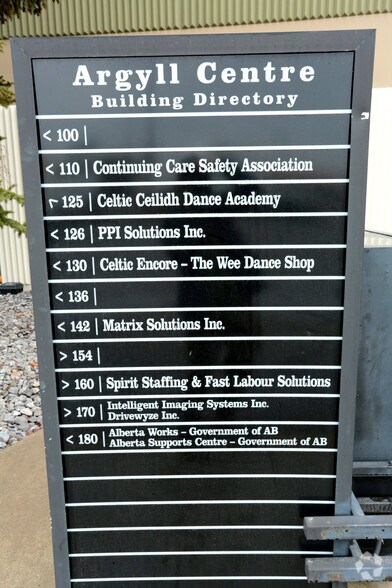 Argyll Centre
Building Directory
< 100 |
< 110 | Continuing Care Safety Association
< 125 | Celtic Ceilidh Dance Academy
< 126 | PPI Solutions Inc.
< 130 | Celtic Encore – The Wee Dance Shop
< 136 |
< 142 | Matrix Solutions Inc.
> 154 |
> 160 | Spirit Staffing & Fast Labour Solutions
> 170 | Intelligent Imaging Systems Inc.
Drivewyze Inc.
< 180 | Alberta Works – Government of AB
Alberta Supports Centre – Government of AB